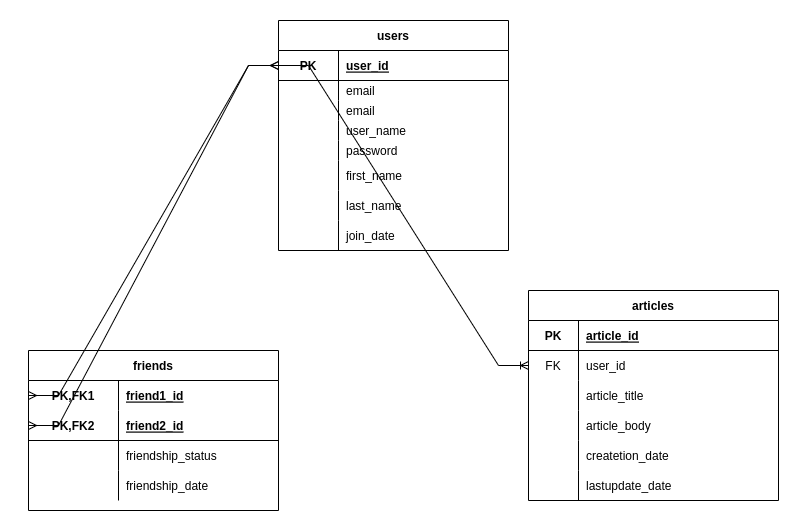 users
PK user_id
email
email
user_name
password
first_name
last_name
join_date
articles
PK article_id
FK user_id
article_title
article_body
createtion_date
lastupdate_date
friends
PK,FK1 friend1_id
PK,FK2 friend2_id
friendship_status
friendship_date